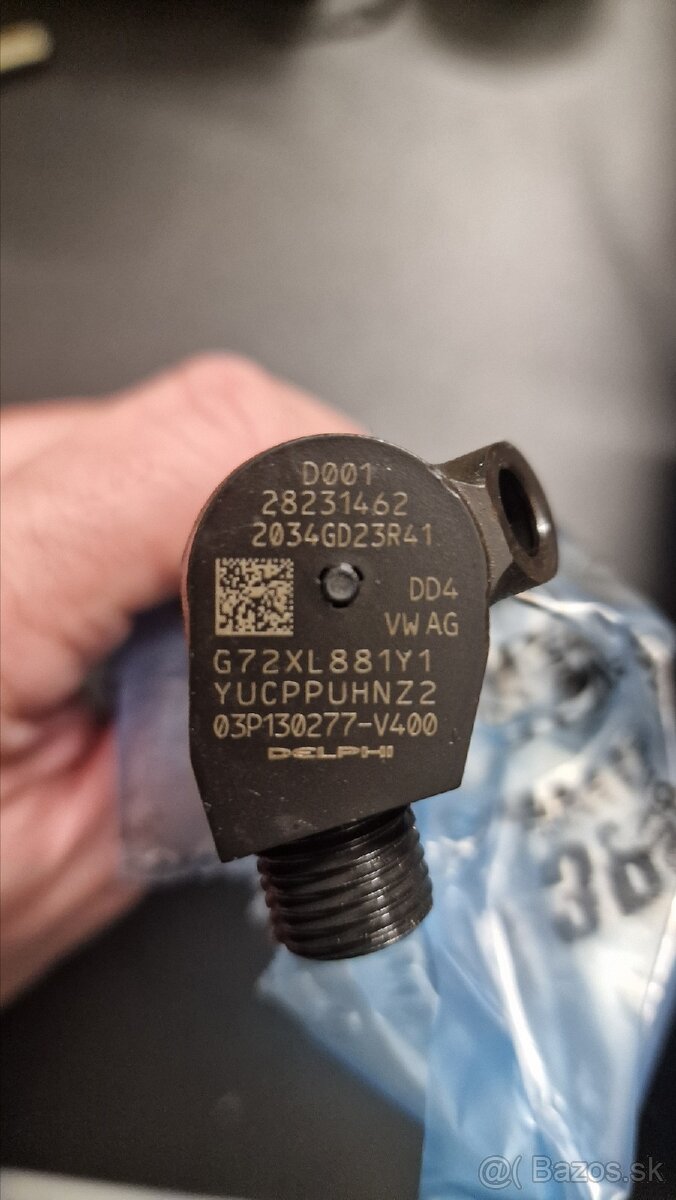 D001
28231462
2034GD23R41
DD4
VW AG
G72XL881Y1
YUCPPUHNZ2
03P130277-V400
DELPHI
@( Bazos.sk